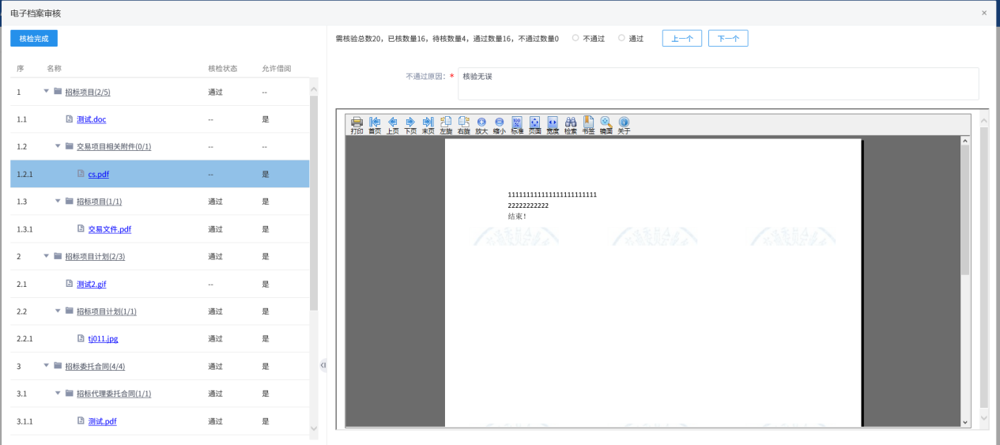 电子档案审核
×
核检完成
需核验总数20，已核数量16，待核数量4，通过数量16，不通过数量0 不通过 通过 上一个 下一个
序 名称 核检状态 允许借阅
1 招标项目(2/5) 通过 --
1.1 测试.doc -- 是
1.2 交易项目相关附件(0/1) -- --
1.2.1 cs.pdf -- 是
1.3 招标项目(1/1) 通过 是
1.3.1 交易文件.pdf 通过 是
2 招标项目计划(2/3) 通过 是
2.1 测试2.gif -- 是
2.2 招标项目计划(1/1) 通过 是
2.2.1 tj011.jpg 通过 是
3 招标委托合同(4/4) 通过 是
3.1 招标代理委托合同(1/1) 通过 是
3.1.1 测试.pdf 通过 是
不通过原因：* 核验无误
打印 首页 上页 下页 末页 左旋 右旋 放大 缩小 标准 页面 宽度 检索 书签 镜图 关于
22222222222
结束！